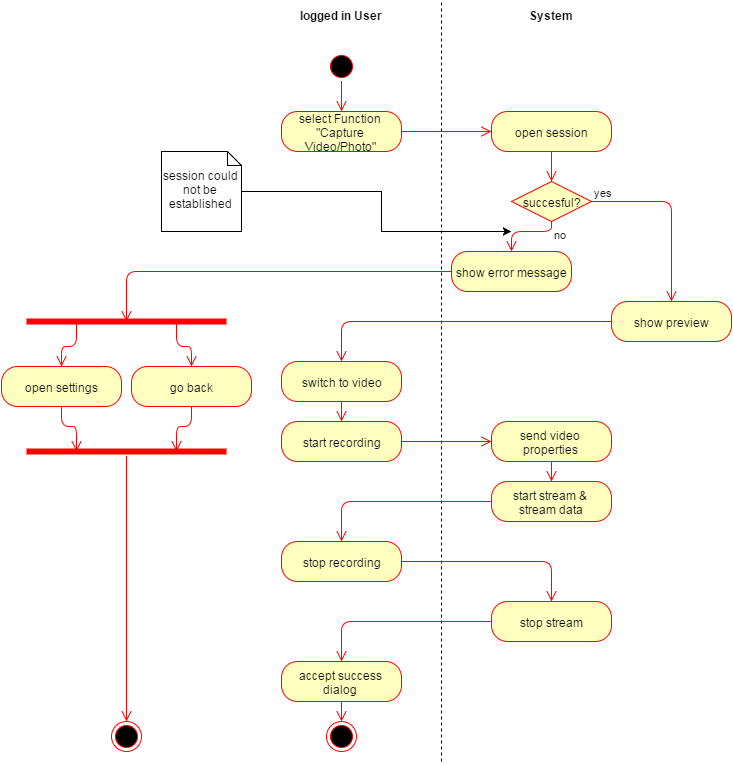 logged in User
System
select Function
"Capture
Video/Photo"
open session
session could
not be
established
succesful?
yes
no
show error message
show preview
open settings
go back
switch to video
start recording
send video
properties
start stream &
stream data
stop recording
stop stream
accept success
dialog